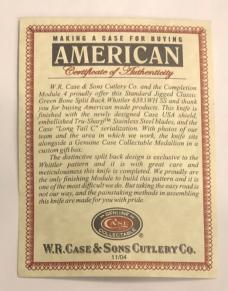 MAKING A CASE FOR BUYING
AMERICAN
Certificate of Authenticity
W.R. Case & Sons Cutlery Co. and the Completion
Module 4 proudly offer this Standard Jigged Classic
Green Bone Split Back Whittler 6383WH SS and thank
you for buying American made products. This knife is
finished with the newly designed Case USA shield,
embellished Tru-Sharp™ Stainless Steel blades, and the
Case "Long Tail C" serialization. With photos of our
team and the area in which we work, the knife sits
alongside a Genuine Case Collectable Medallion in a
custom gift box.
The distinctive split back design is exclusive to the
Whittler pattern and it is with great care and
meticulousness this knife is completed. We proudly are
the only finishing Module to build this pattern and it is
one of the most difficult we do. But taking the easy road is
not our way, and the painstaking methods in assembling
this knife are made for you with pride.
GENUINE
CASE
COLLECTABLE
W.R. CASE & SONS CUTLERY CO.
11/04